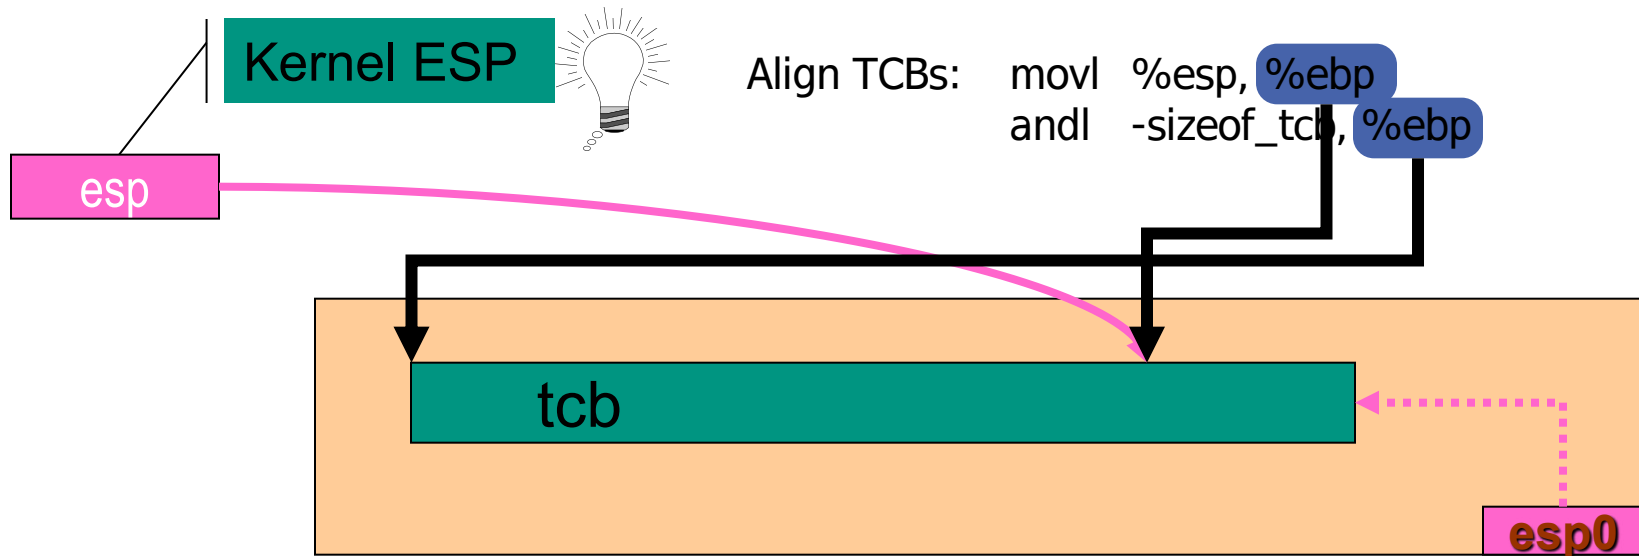 Kernel ESP
Align TCBs: movl %esp, %ebp
andl -sizeof_tcb, %ebp
esp
tcb
esp0